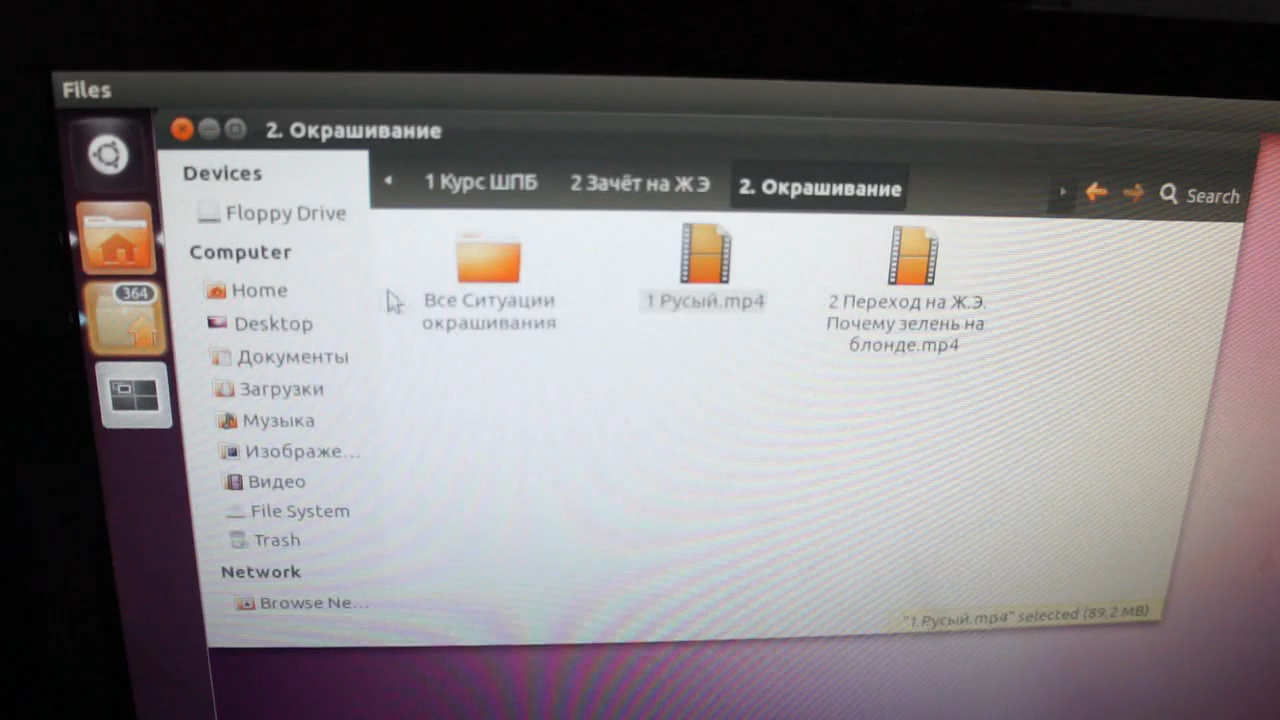 Files
2. Окрашивание
Devices
Floppy Drive
Computer
Home
Desktop
Документы
Загрузки
Музыка
Изображе...
Видео
File System
Trash
Network
Browse Ne...
364
1 Курс ШПБ
2 Зачёт на Ж Э
2. Окрашивание
Search
Все Ситуации
окрашивания
1 Русый.mp4
2 Переход на Ж.Э.
Почему зелень на
блонде.mp4
"1 Русый.mp4" selected (89,2 MB)